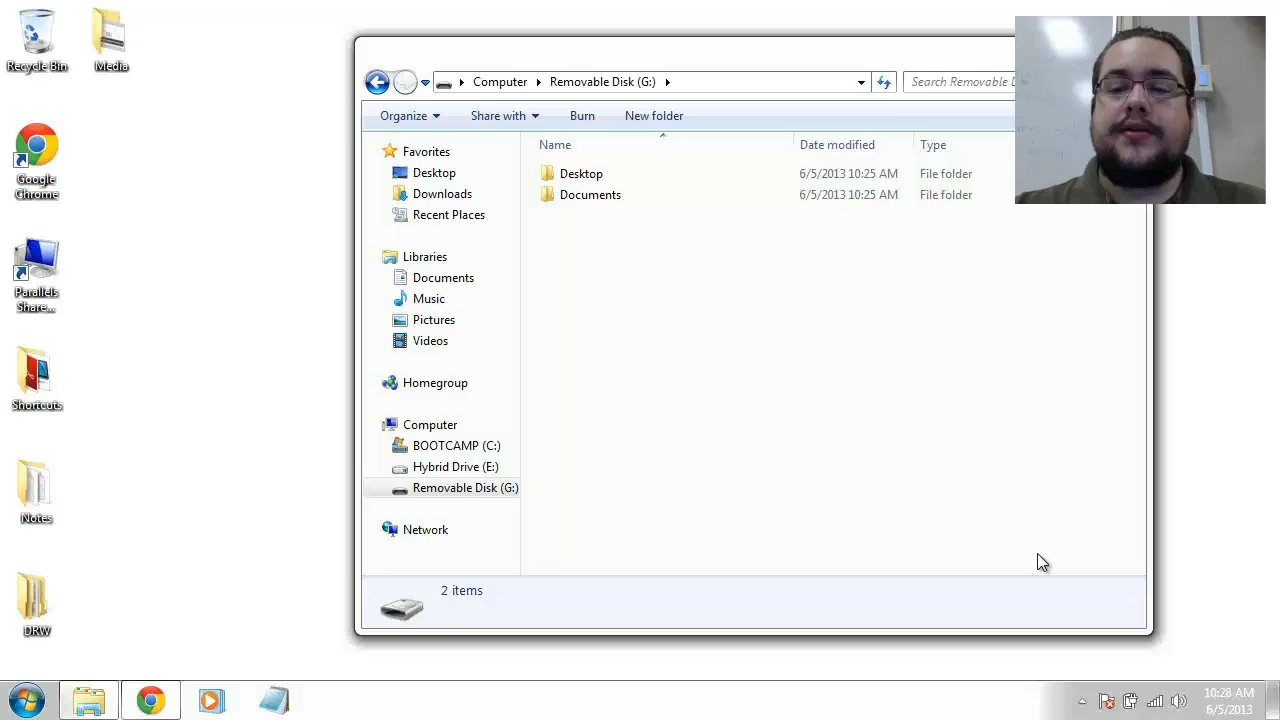 Recycle Bin
Media
Google
Chrome
Parallels
Share...
Shortcuts
Notes
DRW
Computer
Removable Disk (G:)
Search Removable D
Organize
Share with
Burn
New folder
Name
Date modified
Type
Desktop
6/5/2013 10:25 AM
File folder
Documents
6/5/2013 10:25 AM
File folder
Favorites
Desktop
Downloads
Recent Places
Libraries
Documents
Music
Pictures
Videos
Homegroup
Computer
BOOTCAMP (C:)
Hybrid Drive (E:)
Removable Disk (G:)
Network
2 items
10:28 AM
6/5/2013